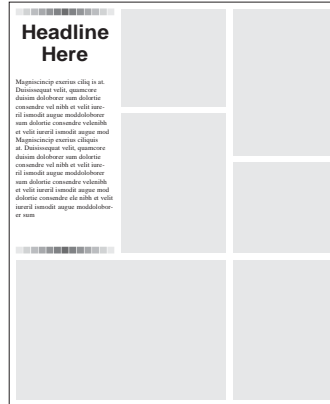 Headline
Here
Magniscincip exerius ciliq is at.
Duisissequat velit, quamcore
duisim doloborer sum dolortie
consendre vel nibh et velit iure-
ril ismodit augue moddoloborer
sum dolortie consendre velenibh
et velit iureril ismodit augue mod
Magniscincip exerius ciliquis
at. Duisissequat velit, quamcore
duisim doloborer sum dolortie
consendre vel nibh et velit iure-
ril ismodit augue moddoloborer
sum dolortie consendre velenibh
et velit iureril ismodit augue mod
dolortie consendre ele nibh et velit
iureril ismodit augue moddolobor-
er sum